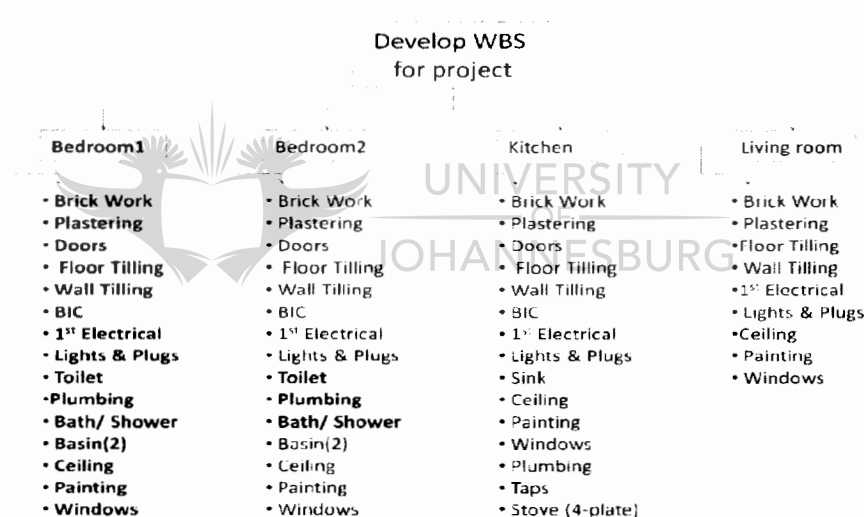 Develop WBS
for project
Bedroom1
• Brick Work
• Plastering
• Doors
• Floor Tilling
• Wall Tilling
• BIC
• 1st Electrical
• Lights & Plugs
• Toilet
•Plumbing
• Bath/ Shower
• Basin(2)
• Ceiling
• Painting
• Windows
Bedroom2
• Brick Work
• Plastering
• Doors
• Floor Tilling
• Wall Tilling
• BIC
• 1st Electrical
• Lights & Plugs
• Toilet
• Plumbing
• Bath/ Shower
• Basin(2)
• Ceiling
• Painting
• Windows
Kitchen
• Brick Work
• Plastering
• Doors
• Floor Tilling
• Wall Tilling
• BIC
• 1st Electrical
• Lights & Plugs
• Sink
• Ceiling
• Painting
• Windows
• Plumbing
• Taps
• Stove (4-plate)
Living room
• Brick Work
• Plastering
•Floor Tilling
• Wall Tilling
•1st Electrical
• Lights & Plugs
•Ceiling
• Painting
• Windows
UNIVERSITY
OF
JOHANNESBURG